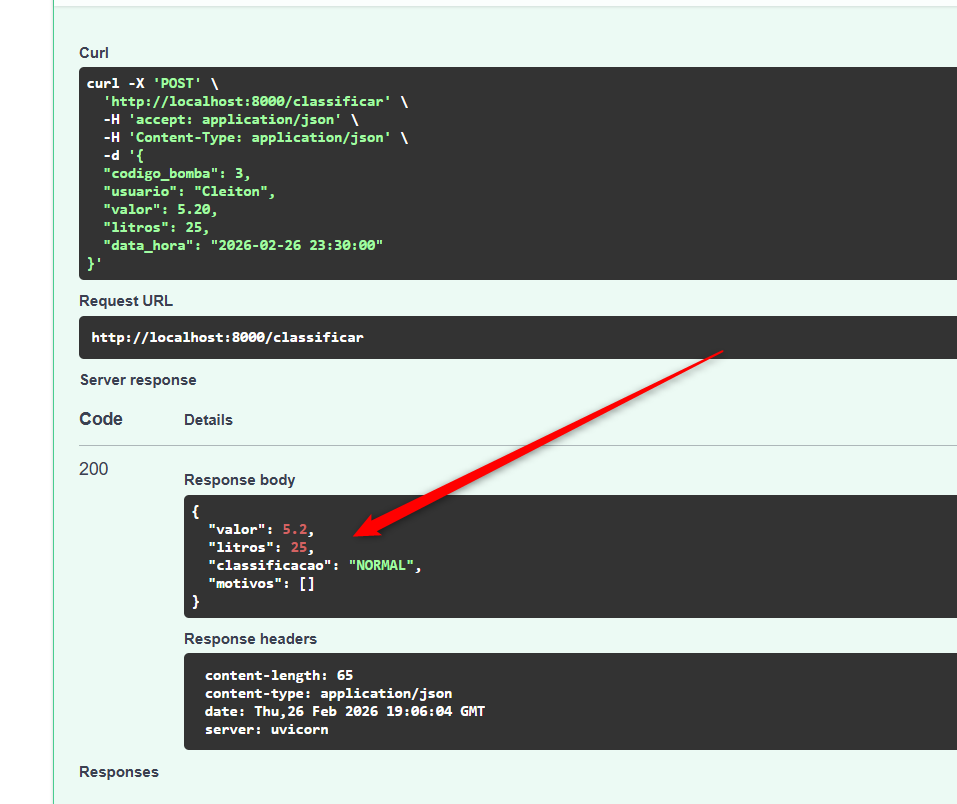 Curl
curl -X 'POST' \
  'http://localhost:8000/classificar' \
  -H 'accept: application/json' \
  -H 'Content-Type: application/json' \
  -d '{
  "codigo_bomba": 3,
  "usuario": "Cleiton",
  "valor": 5.20,
  "litros": 25,
  "data_hora": "2026-02-26 23:30:00"
}'
Request URL
http://localhost:8000/classificar
Server response
Code Details
200
Response body
{
  "valor": 5.2,
  "litros": 25,
  "classificacao": "NORMAL",
  "motivos": []
}
Response headers
content-length: 65
content-type: application/json
date: Thu,26 Feb 2026 19:06:04 GMT
server: uvicorn
Responses